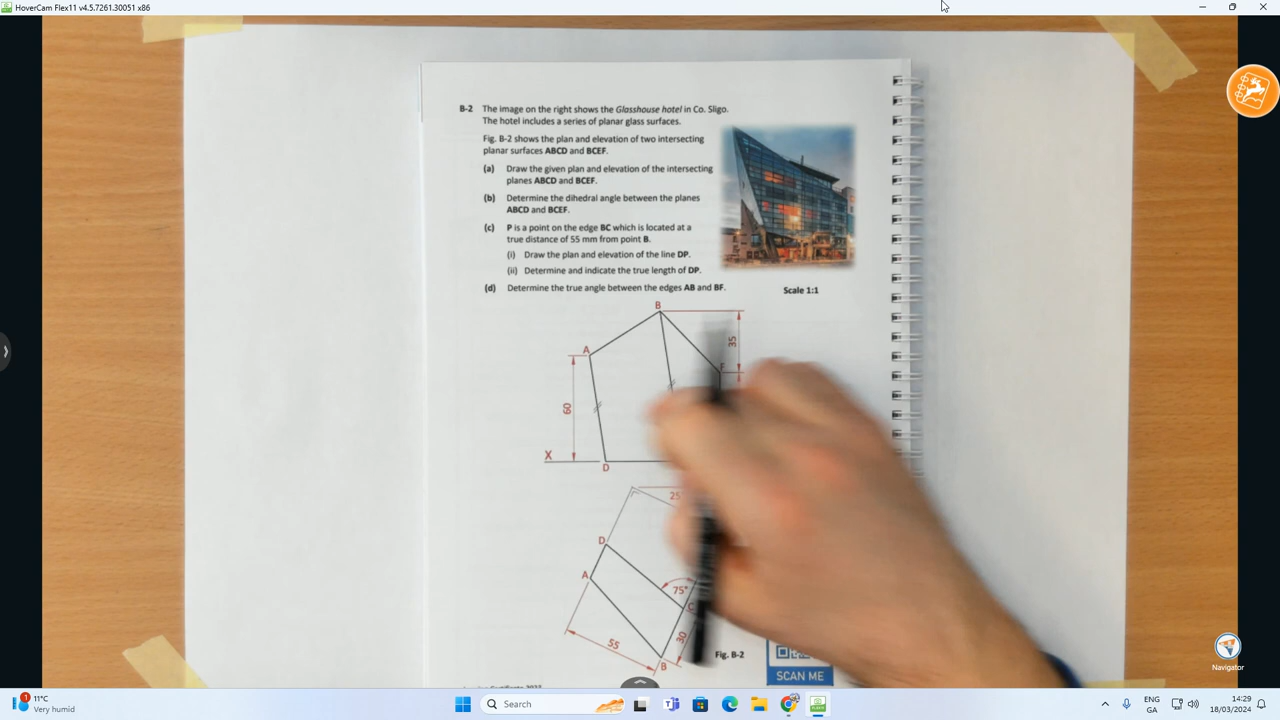 HoverCam Flex11 v4.5.7261.30051 x86
B-2 The image on the right shows the Glasshouse hotel in Co. Sligo.
The hotel includes a series of planar glass surfaces.
Fig. B-2 shows the plan and elevation of two intersecting
planar surfaces ABCD and BCEF.
(a) Draw the given plan and elevation of the intersecting
planes ABCD and BCEF.
(b) Determine the dihedral angle between the planes
ABCD and BCEF.
(c) P is a point on the edge BC which is located at a
true distance of 55 mm from point B.
(i) Draw the plan and elevation of the line DP.
(ii) Determine and indicate the true length of DP.
(d) Determine the true angle between the edges AB and BF.
Scale 1:1
B
35
A
F
60
X
D
25
D
A
75°
C
55
30
B
Fig. B-2
SCAN ME
Navigator
1
11°C
Very humid
Search
ENG
GA
14:29
18/03/2024